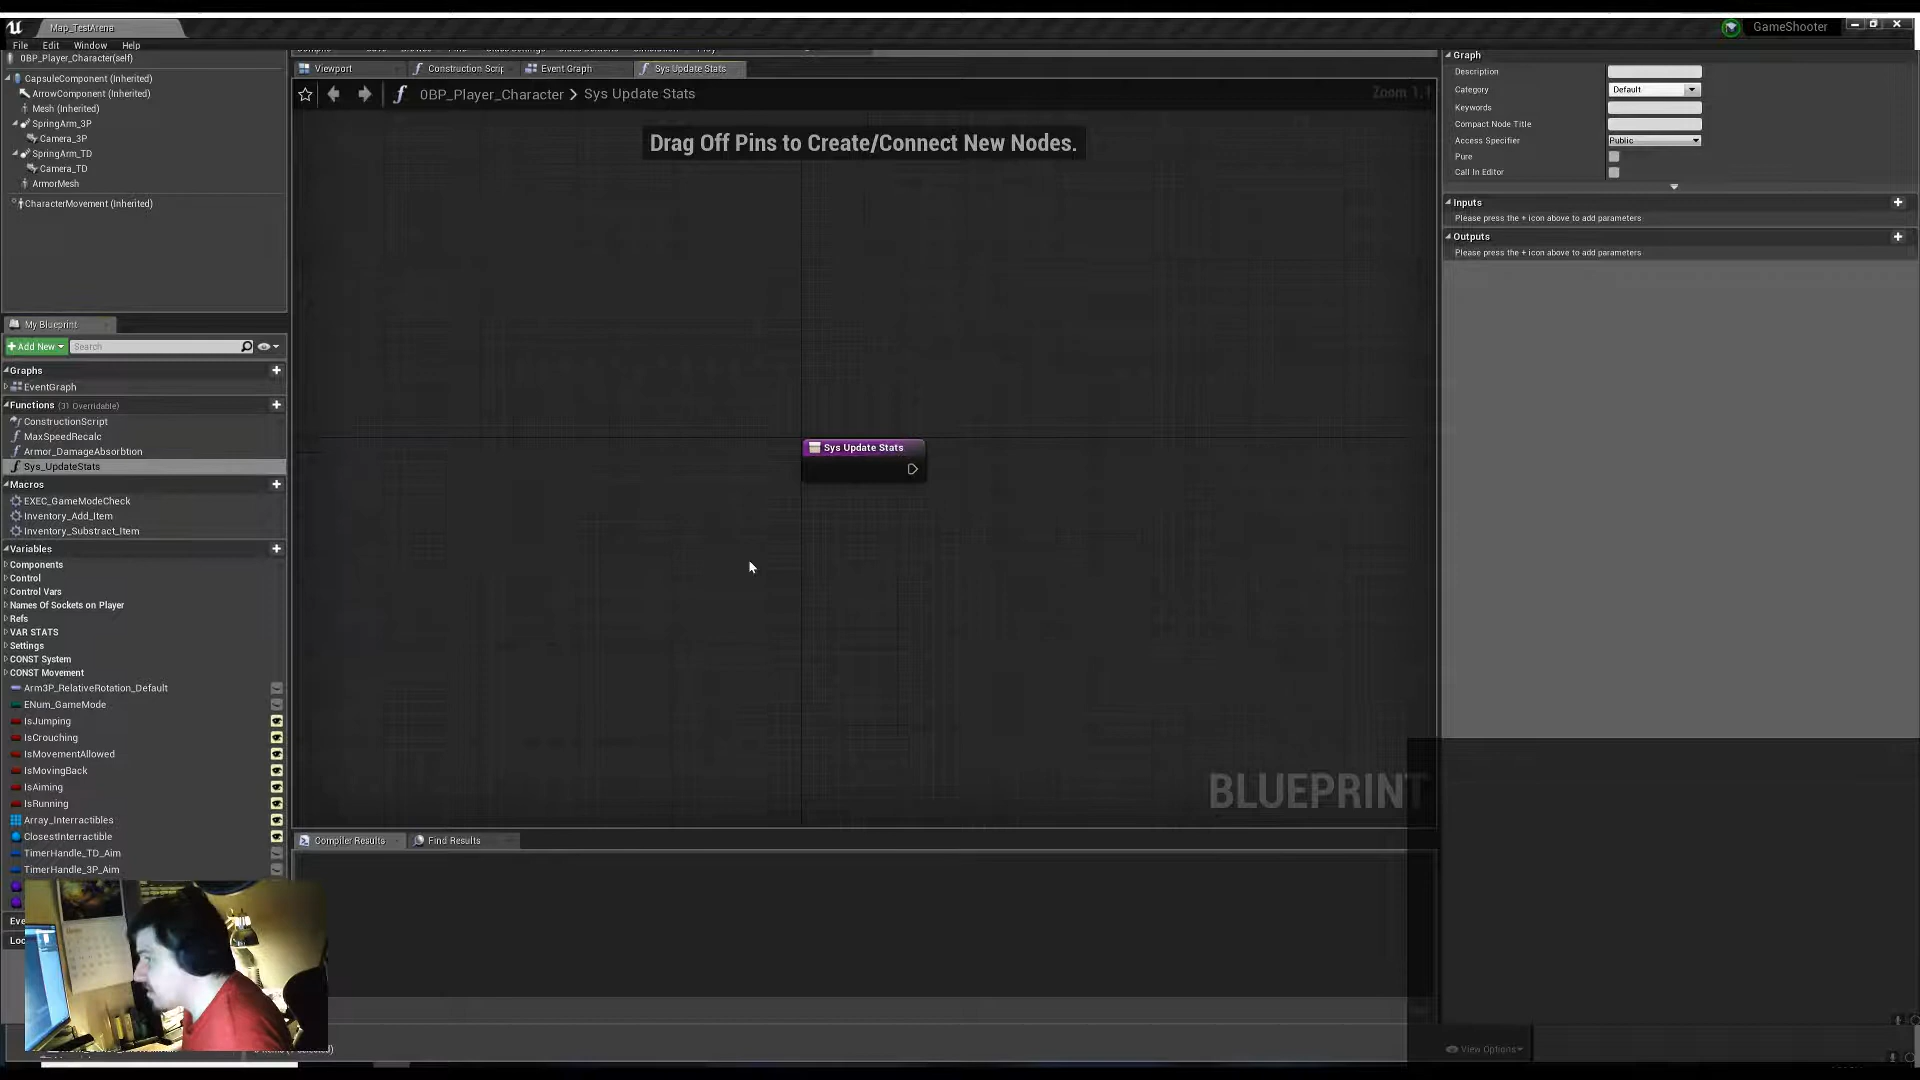 Map_TestArena
GameShooter
File Edit Window Help
0BP_Player_Character(self)
CapsuleComponent (Inherited)
ArrowComponent (Inherited)
Mesh (Inherited)
SpringArm_3P
Camera_3P
SpringArm_TD
Camera_TD
ArmorMesh
CharacterMovement (Inherited)
My Blueprint
Add New
Search
Graphs
EventGraph
Functions (31 Overridable)
ConstructionScript
MaxSpeedRecalc
Armor_DamageAbsorbtion
Sys_UpdateStats
Macros
EXEC_GameModeCheck
Inventory_Add_Item
Inventory_Substract_Item
Variables
Components
Control
Control Vars
Names Of Sockets on Player
Refs
VAR STATS
Settings
CONST System
CONST Movement
Arm3P_RelativeRotation_Default
ENum_GameMode
IsJumping
IsCrouching
IsMovementAllowed
IsMovingBack
IsAiming
IsRunning
Array_Interractibles
ClosestInterractible
TimerHandle_TD_Aim
TimerHandle_3P_Aim
Eve
Loc
Viewport
Construction Scrip
Event Graph
Sys Update Stats
0BP_Player_Character > Sys Update Stats
Zoom 1:1
Drag Off Pins to Create/Connect New Nodes.
Sys Update Stats
BLUEPRINT
Compiler Results
Find Results
Graph
Description
Category Default
Keywords
Compact Node Title
Access Specifier Public
Pure
Call In Editor
Inputs
Please press the + icon above to add parameters
Outputs
Please press the + icon above to add parameters
View Options